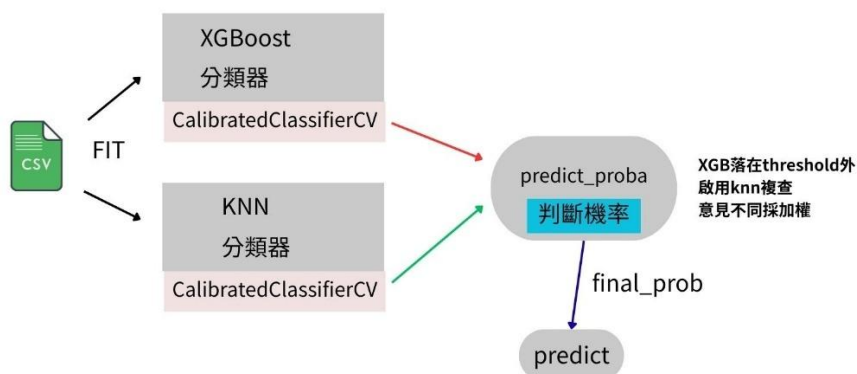 XGBoost
分類器
CalibratedClassifierCV
CSV
FIT
KNN
分類器
CalibratedClassifierCV
predict_proba
判斷機率
XGB落在threshold外
啟用knn複查
意見不同採加權
final_prob
predict